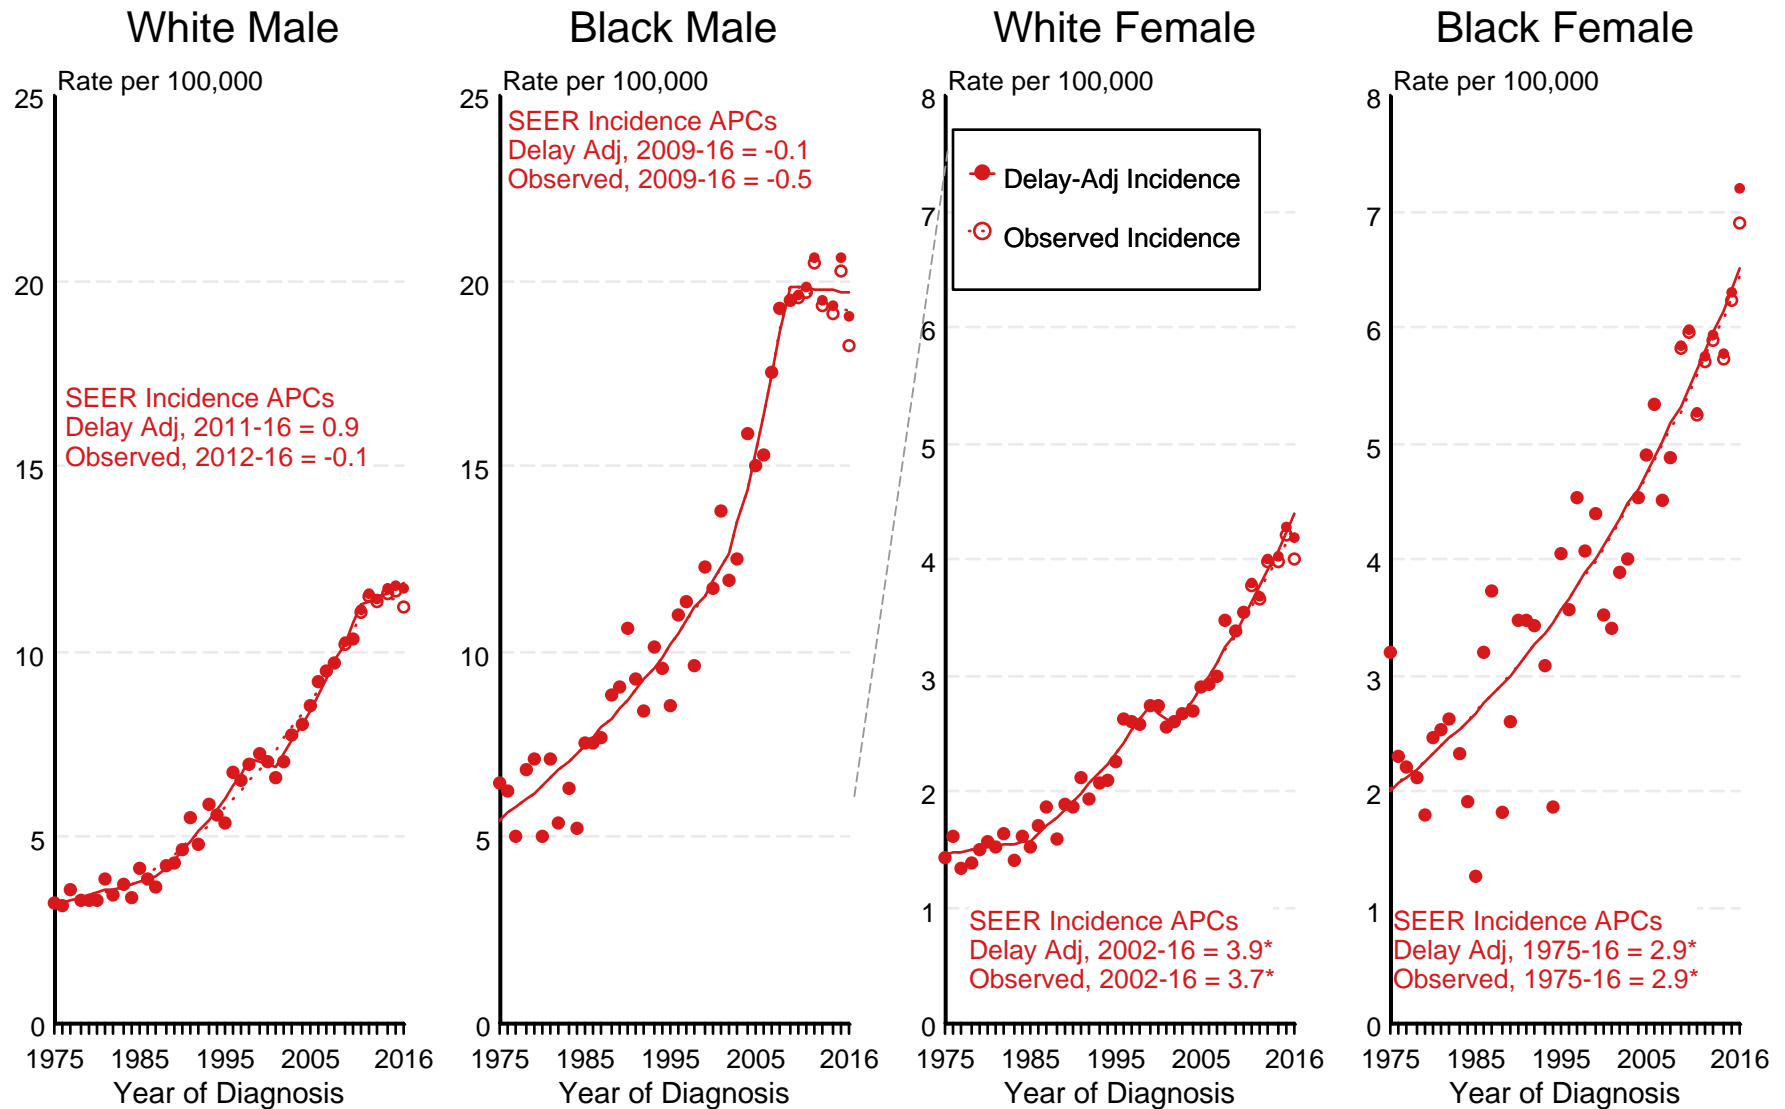 White Male
Rate per 100,000
25
20
15
10
5
0
SEER Incidence APCs
Delay Adj, 2011-16 = 0.9
Observed, 2012-16 = -0.1
1975 1985 1995 2005 2016
Year of Diagnosis
Black Male
Rate per 100,000
25
20
15
10
5
0
SEER Incidence APCs
Delay Adj, 2009-16 = -0.1
Observed, 2009-16 = -0.5
1975 1985 1995 2005 2016
Year of Diagnosis
White Female
Rate per 100,000
8
7
6
5
4
3
2
1
0
Delay-Adj Incidence
Observed Incidence
SEER Incidence APCs
Delay Adj, 2002-16 = 3.9*
Observed, 2002-16 = 3.7*
1975 1985 1995 2005 2016
Year of Diagnosis
Black Female
Rate per 100,000
8
7
6
5
4
3
2
1
0
SEER Incidence APCs
Delay Adj, 1975-16 = 2.9*
Observed, 1975-16 = 2.9*
1975 1985 1995 2005 2016
Year of Diagnosis